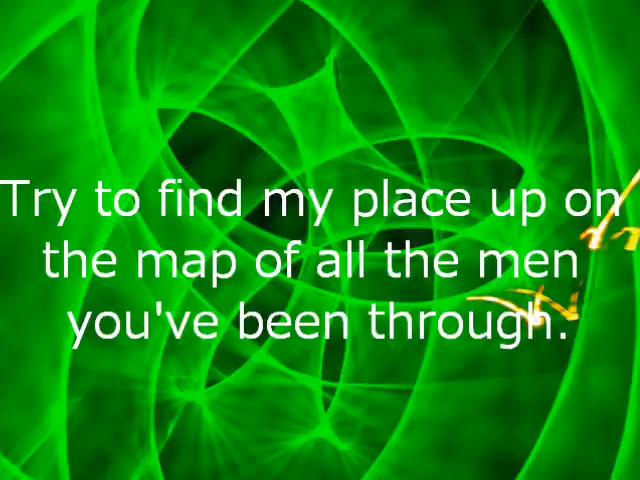 Try to find my place up on
the map of all the men
you've been through.